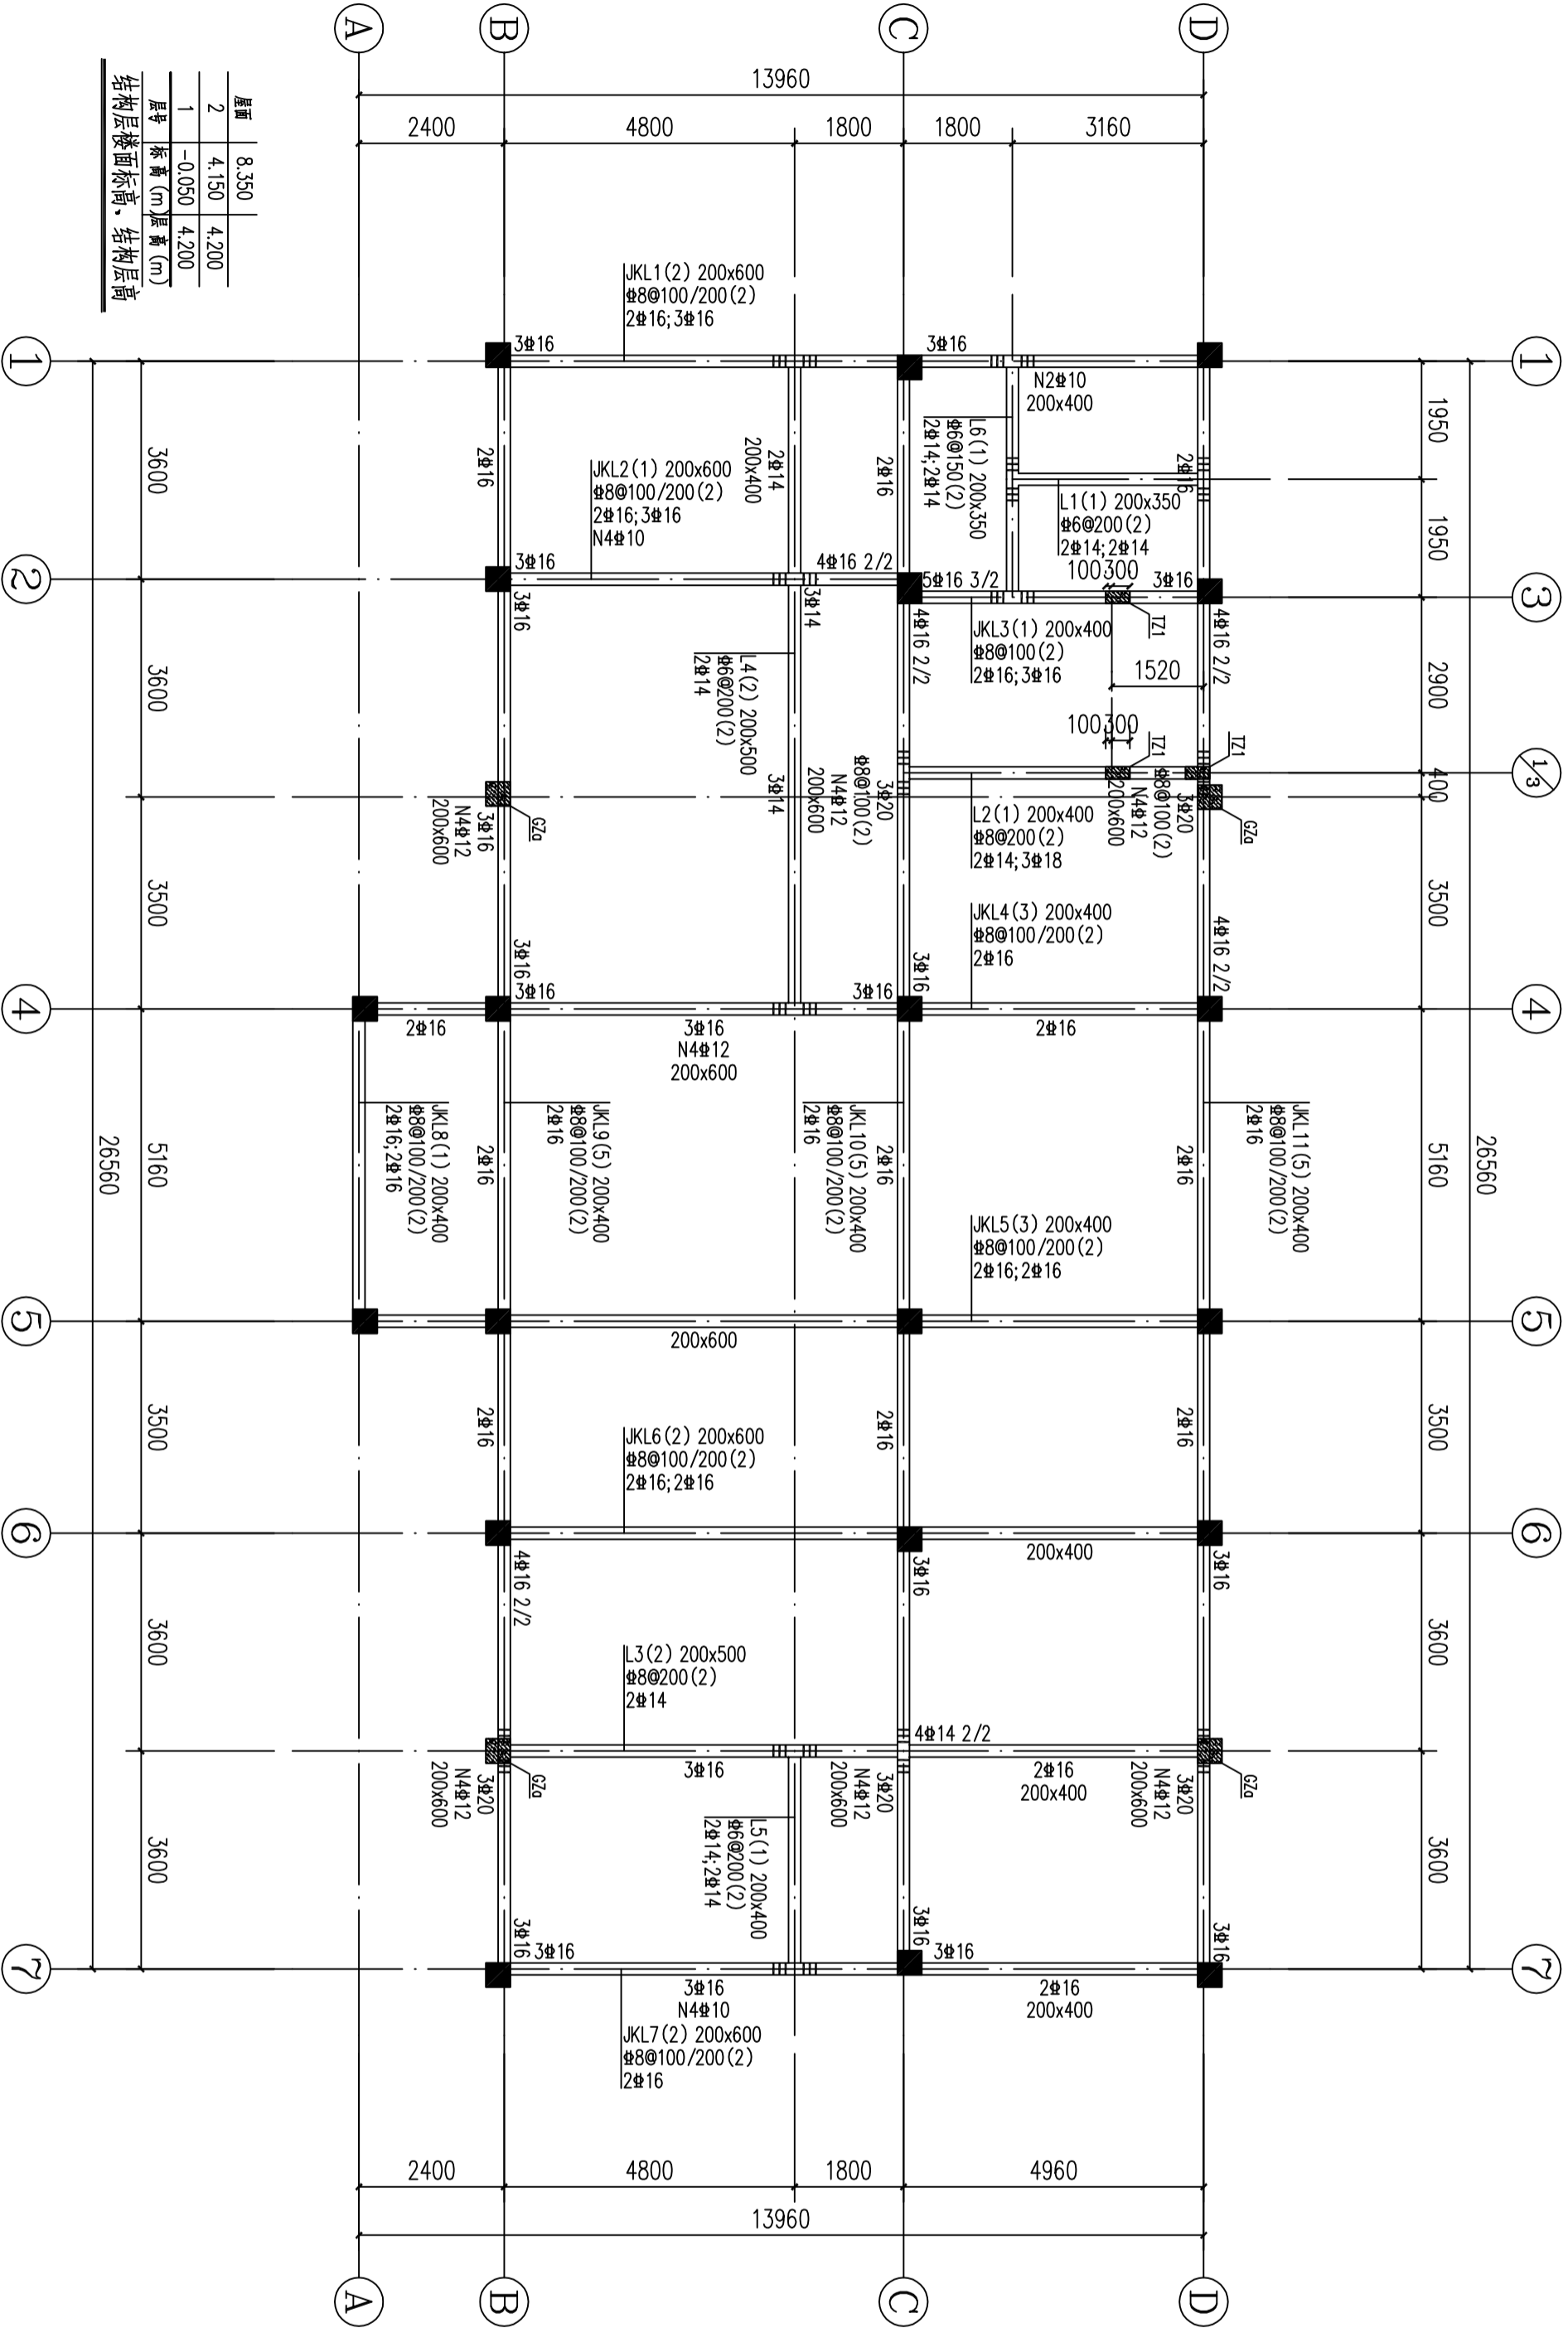 A
B
C
D
13960
2400
4800
1800
1800
3160
屋面 8.350
2 4.150 4.200
1 -0.050 4.200
层号 标高(m) 层高(m)
结构层楼面标高、结构层高
JKL1(2) 200x600
Φ8@100/200(2)
2Φ16;3Φ16
1
3Φ16
3Φ16
1
N2Φ10
200x400
1950
3600
2Φ16
2Φ14
200x400
2Φ16
L6(1) 200x350
Φ6@150(2)
2Φ14;2Φ14
2Φ16
JKL2(1) 200x600
Φ8@100/200(2)
2Φ16;3Φ16
N4Φ10
L1(1) 200x350
Φ6@200(2)
2Φ14;2Φ14
1950
100300
2
3Φ16
4Φ16 2/2
5Φ16 3/2
3Φ16
3
3Φ16
3Φ14
4Φ16 2/2
TZ1
4Φ16 2/2
JKL3(1) 200x400
Φ8@100(2)
2Φ16;3Φ16
1520
3600
L4(2) 200x500
Φ6@200(2)
2Φ14
2900
100300
TZ1
TZ1
1/3
400
3Φ14
3Φ20
Φ8@100(2)
N4Φ12
200x600
3Φ20
Φ8@100(2)
N4Φ12
200x600
GZa
GZa
3Φ16
N4Φ12
200x600
L2(1) 200x400
Φ8@200(2)
2Φ14;3Φ18
3500
3500
JKL4(3) 200x400
Φ8@100/200(2)
2Φ16
3Φ16
3Φ16
4Φ16 2/2
4
3Φ16
3Φ16
4
2Φ16
3Φ16
N4Φ12
200x600
2Φ16
JKL8(1) 200x400
Φ8@100/200(2)
2Φ16;2Φ16
JKL9(5) 200x400
Φ8@100/200(2)
2Φ16
JKL10(5) 200x400
Φ8@100/200(2)
2Φ16
JKL11(5) 200x400
Φ8@100/200(2)
2Φ16
26560
5160
2Φ16
2Φ16
2Φ16
5160
26560
JKL5(3) 200x400
Φ8@100/200(2)
2Φ16;2Φ16
5
5
200x600
3500
2Φ16
2Φ16
2Φ16
3500
JKL6(2) 200x600
Φ8@100/200(2)
2Φ16;2Φ16
6
6
200x400
4Φ16 2/2
3Φ16
3Φ16
3600
3600
L3(2) 200x500
Φ8@200(2)
2Φ14
4Φ14 2/2
3Φ16
2Φ16
200x400
GZa
GZa
3Φ20
N4Φ12
200x600
3Φ20
N4Φ12
200x600
3Φ20
N4Φ12
200x600
L5(1) 200x400
Φ6@200(2)
2Φ14;2Φ14
3600
3600
3Φ16
3Φ16
3Φ16
3Φ16
3Φ16
7
7
3Φ16
N4Φ10
2Φ16
200x400
JKL7(2) 200x600
Φ8@100/200(2)
2Φ16
2400
4800
1800
4960
13960
A
B
C
D